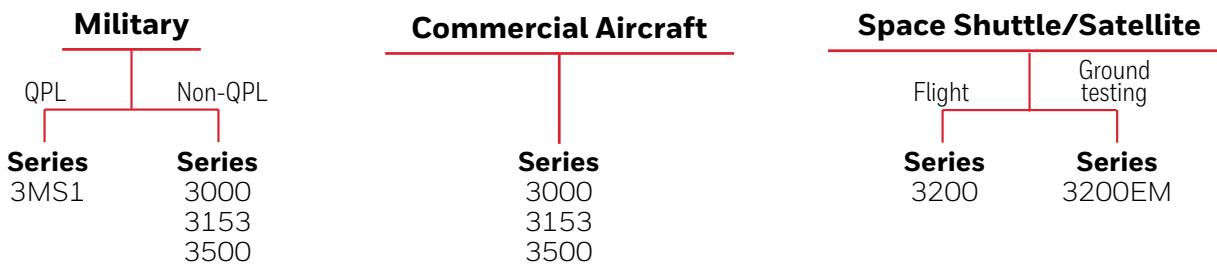 Military
QPL
Non-QPL
Series
3MS1
Series
3000
3153
3500
Commercial Aircraft
Series
3000
3153
3500
Space Shuttle/Satellite
Flight
Ground
testing
Series
3200
Series
3200EM